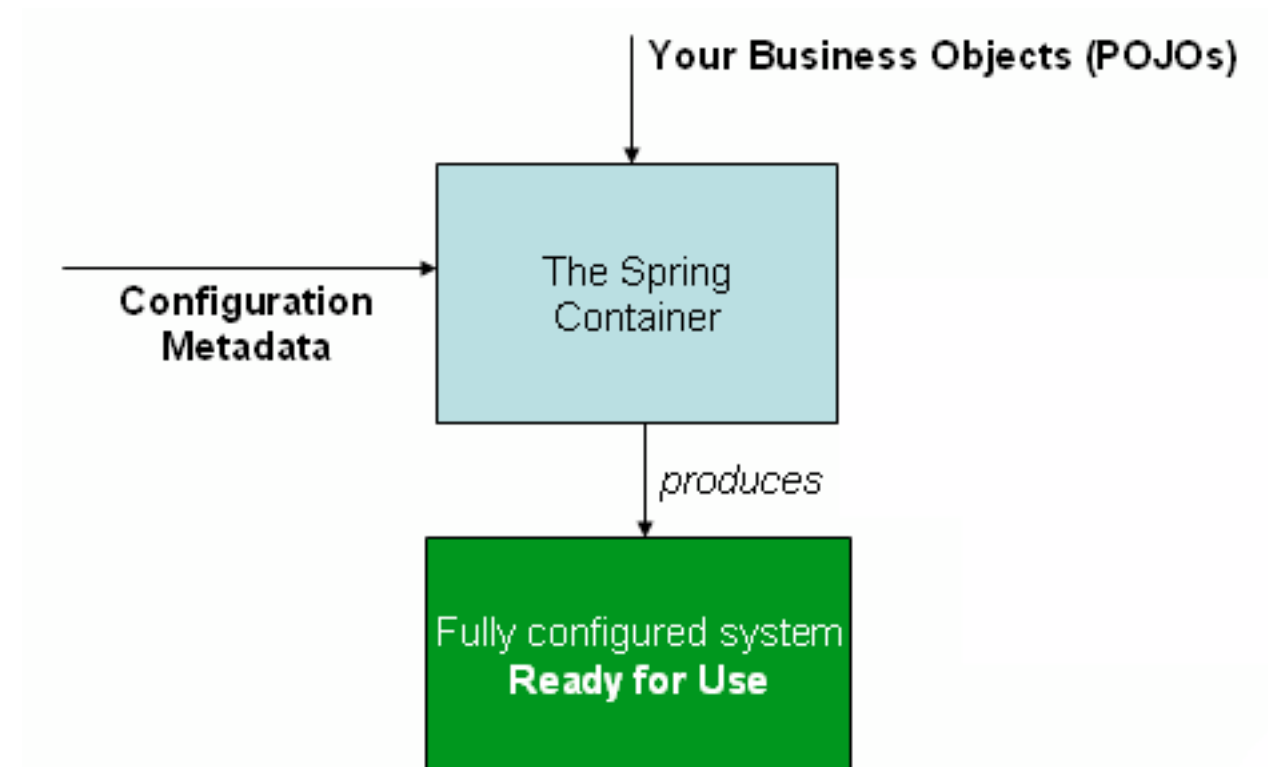 Your Business Objects (POJOs)
The Spring
Container
Configuration
Metadata
produces
Fully configured system
Ready for Use